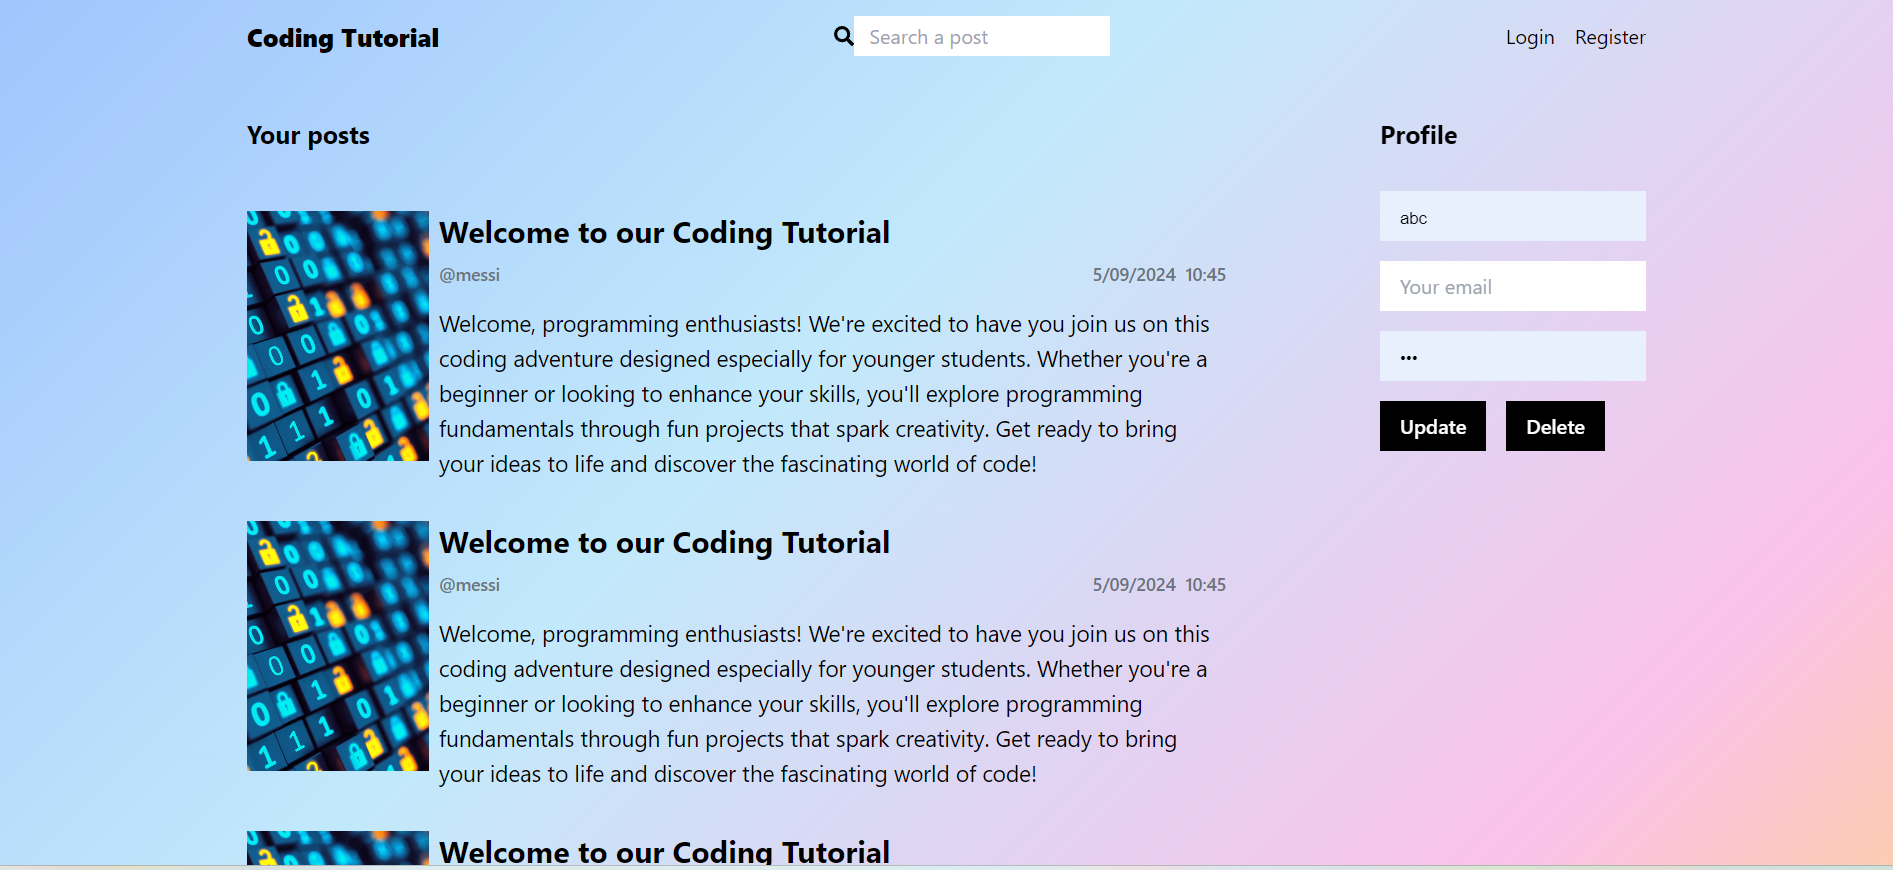 Coding Tutorial
Search a post
Login Register
Your posts
Profile
Welcome to our Coding Tutorial
@messi 5/09/2024 10:45
Welcome, programming enthusiasts! We're excited to have you join us on this
coding adventure designed especially for younger students. Whether you're a
beginner or looking to enhance your skills, you'll explore programming
fundamentals through fun projects that spark creativity. Get ready to bring
your ideas to life and discover the fascinating world of code!
abc
Your email
•••
Update Delete
Welcome to our Coding Tutorial
@messi 5/09/2024 10:45
Welcome, programming enthusiasts! We're excited to have you join us on this
coding adventure designed especially for younger students. Whether you're a
beginner or looking to enhance your skills, you'll explore programming
fundamentals through fun projects that spark creativity. Get ready to bring
your ideas to life and discover the fascinating world of code!
Welcome to our Coding Tutorial